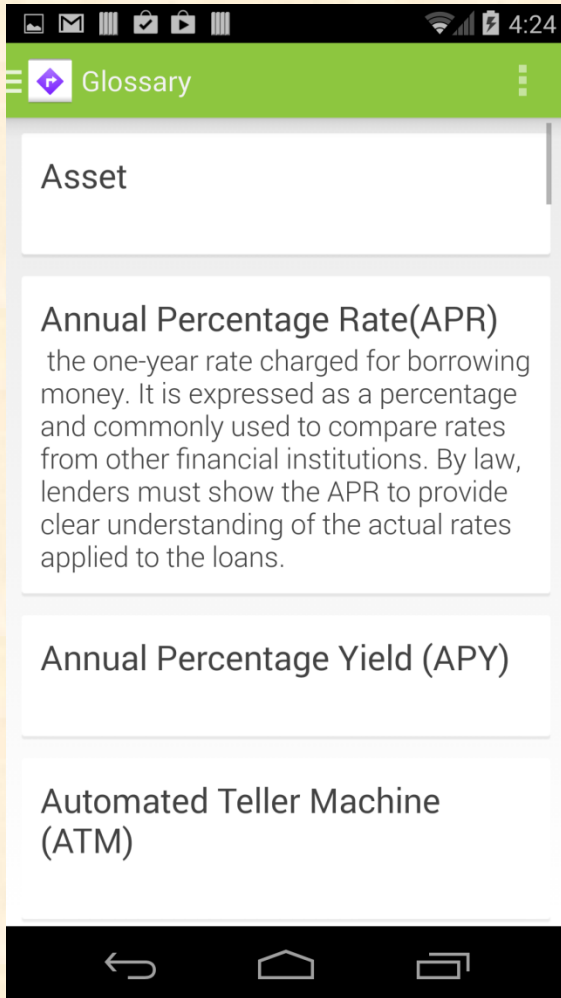 4:24
Glossary
Asset
Annual Percentage Rate(APR)
the one-year rate charged for borrowing
money. It is expressed as a percentage
and commonly used to compare rates
from other financial institutions. By law,
lenders must show the APR to provide
clear understanding of the actual rates
applied to the loans.
Annual Percentage Yield (APY)
Automated Teller Machine
(ATM)